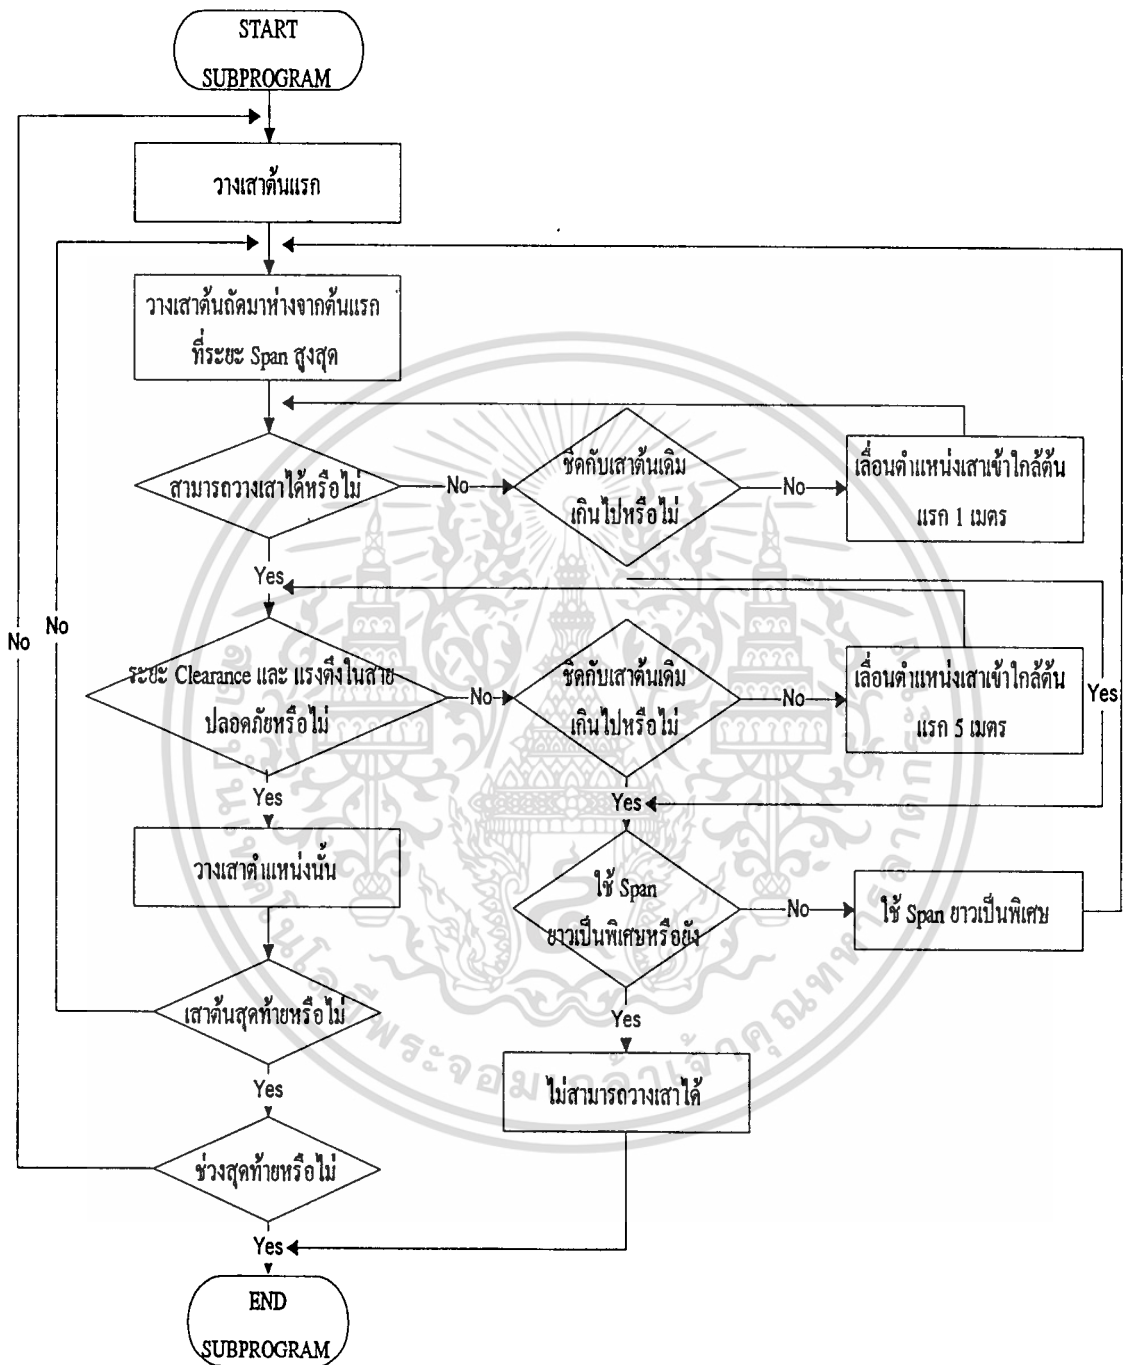 START
SUBPROGRAM
วางเสาต้นแรก
วางเสาต้นถัดมาห่างจากต้นแรก
ที่ระยะ Span สูงสุด
สามารถวางเสาได้หรือไม่
No
ชิดกับเสาต้นเดิม
เกินไปหรือไม่
No
เลื่อนตำแหน่งเสาเข้าใกล้ต้น
แรก 1 เมตร
Yes
No
No
ระยะ Clearance และ แรงตึงในสาย
ปลอดภัยหรือไม่
No
ชิดกับเสาต้นเดิม
เกินไปหรือไม่
No
เลื่อนตำแหน่งเสาเข้าใกล้ต้น
แรก 5 เมตร
Yes
Yes
Yes
วางเสาตำแหน่งนั้น
ใช้ Span
ยาวเป็นพิเศษหรือยัง
No
ใช้ Span ยาวเป็นพิเศษ
เสาต้นสุดท้ายหรือไม่
Yes
Yes
ไม่สามารถวางเสาได้
ช่วงสุดท้ายหรือไม่
Yes
END
SUBPROGRAM